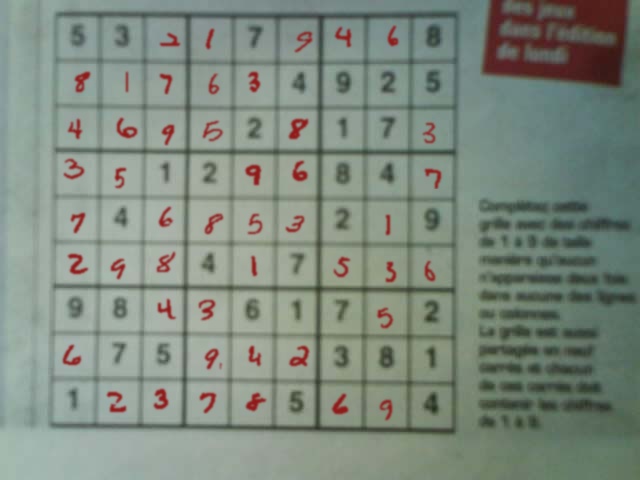 des jeux
dans l'édition
de lundi
5 3 2 1 7 9 4 6 8
8 1 7 6 3 4 9 2 5
4 6 9 5 2 8 1 7 3
3 5 1 2 9 6 8 4 7
7 4 6 8 5 3 2 1 9
2 9 8 4 1 7 5 3 6
9 8 4 3 6 1 7 5 2
6 7 5 9 4 2 3 8 1
1 2 3 7 8 5 6 9 4
Complétez cette
grille avec des chiffres
de 1 à 9 de telle
manière qu'aucun
n'apparaisse deux fois
dans aucune des lignes
ou colonnes.
La grille est aussi
partagée en neuf
carrés et chacun
de ces carrés doit
contenir les chiffres
de 1 à 9.